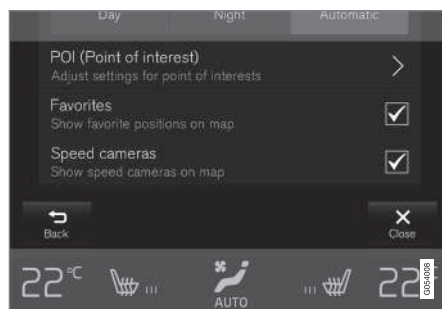 Day Night Automatic
POI (Point of interest)
Adjust settings for point of interests
Favorites
Show favorite positions on map
Speed cameras
Show speed cameras on map
Back Close
22°C AUTO 22
G054008